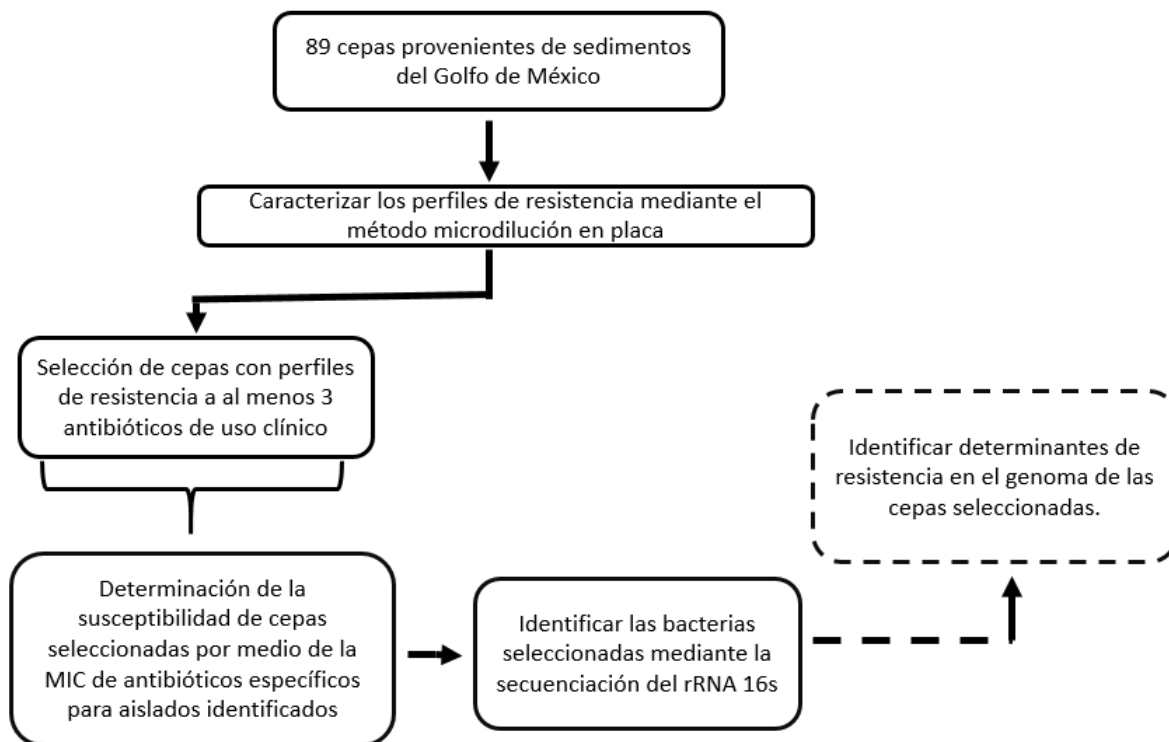 89 cepas provenientes de sedimentos
del Golfo de México
Caracterizar los perfiles de resistencia mediante el
método microdilución en placa
Selección de cepas con perfiles
de resistencia a al menos 3
antibióticos de uso clínico
Determinación de la
susceptibilidad de cepas
seleccionadas por medio de la
MIC de antibióticos específicos
para aislados identificados
Identificar las bacterias
seleccionadas mediante la
secuenciación del rRNA 16s
Identificar determinantes de
resistencia en el genoma de las
cepas seleccionadas.